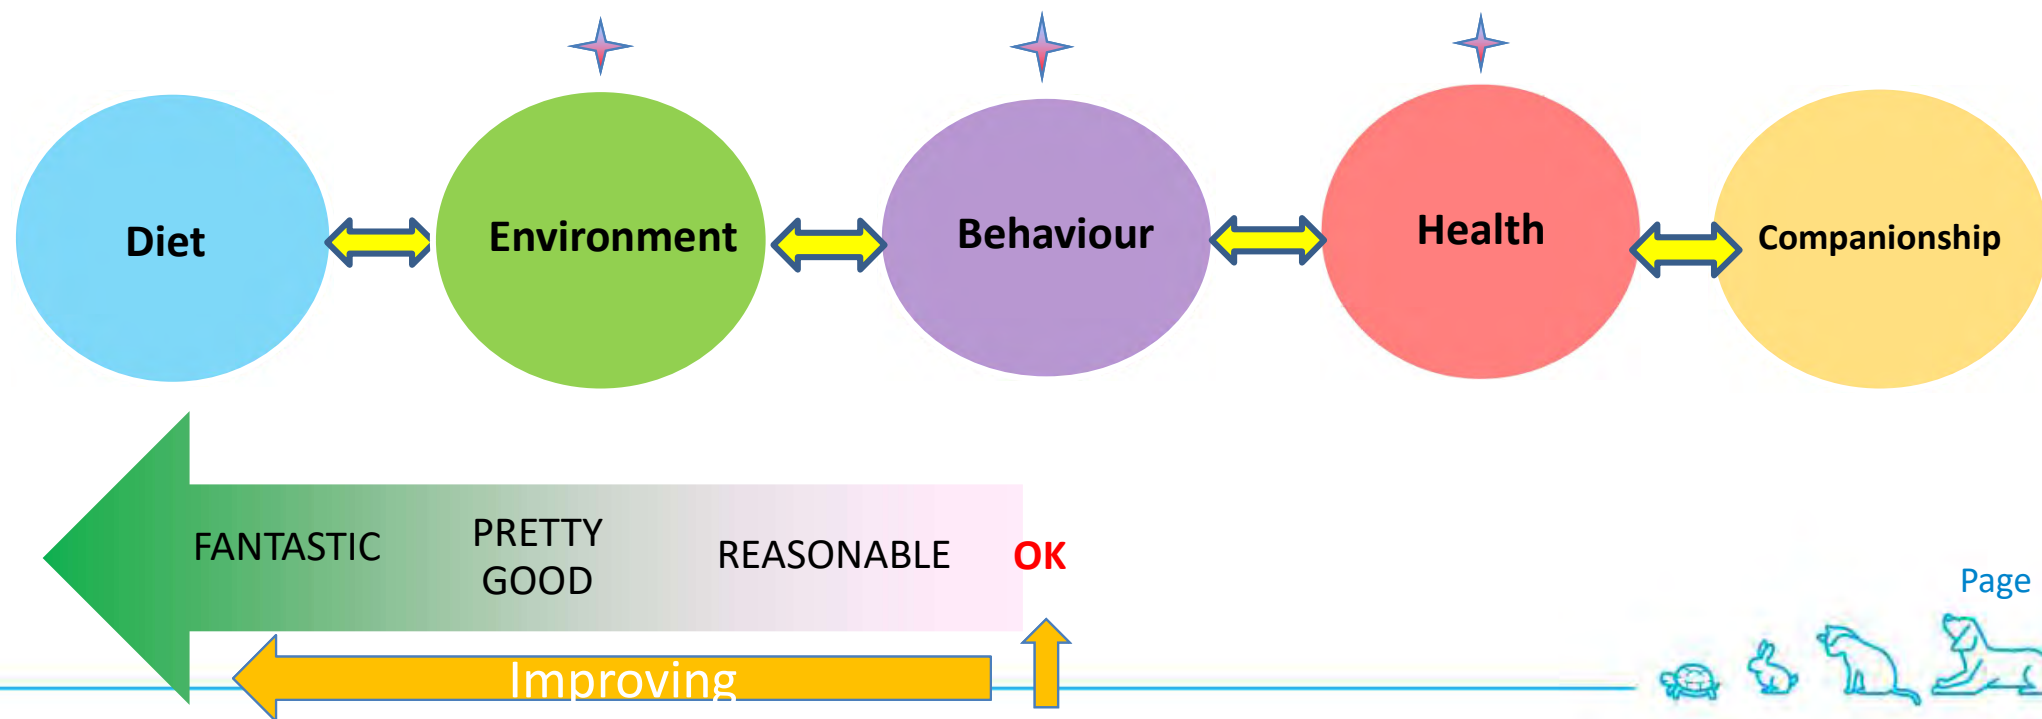 Diet
Environment
Behaviour
Health
Companionship
FANTASTIC
PRETTY
GOOD
REASONABLE
OK
Page
Improving